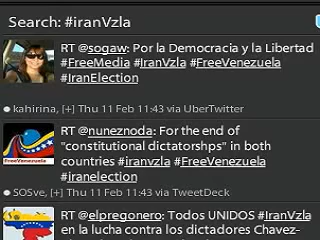 Search: #iranVzla
RT @sogaw: Por la Democracia y la Libertad
#FreeMedia #IranVzla #FreeVenezuela
#IranElection
kahirina, [+] Thu 11 Feb 11:43 via UberTwitter
RT @nuneznoda: For the end of
"constitutional dictatorshps" in both
countries #iranvzla #FreeVenezuela
#iranelection
FreeVenezuela
SOSve, [+] Thu 11 Feb 11:43 via TweetDeck
RT @elpregonero: Todos UNIDOS #IranVzla
en la lucha contra los dictadores Chavez-